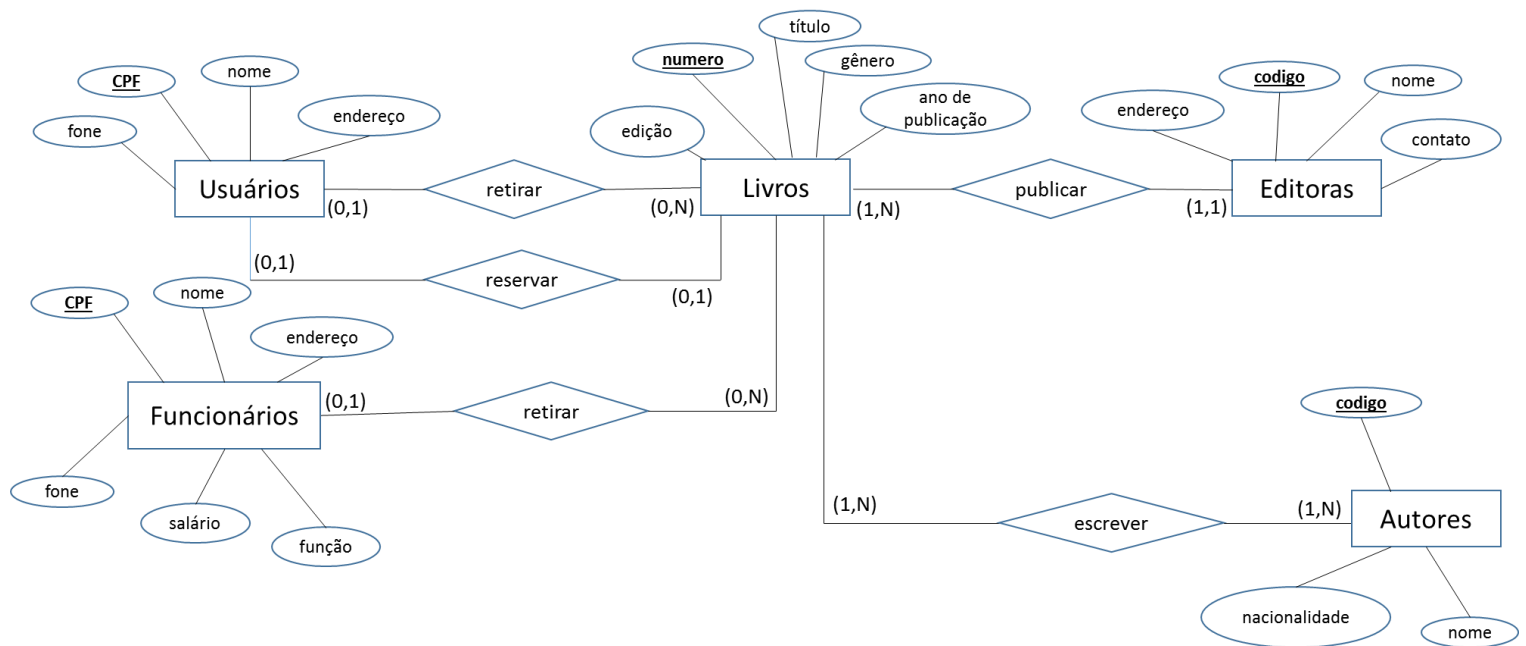 título
numero
gênero
nome
CPF
codigo
nome
ano de
publicação
endereço
endereço
fone
edição
contato
Usuários
retirar
Livros
publicar
Editoras
(0,1)
(0,N)
(1,N)
(1,1)
(0,1)
reservar
(0,1)
nome
CPF
endereço
Funcionários
(0,1)
retirar
(0,N)
codigo
fone
salário
função
(1,N)
escrever
(1,N)
Autores
nacionalidade
nome